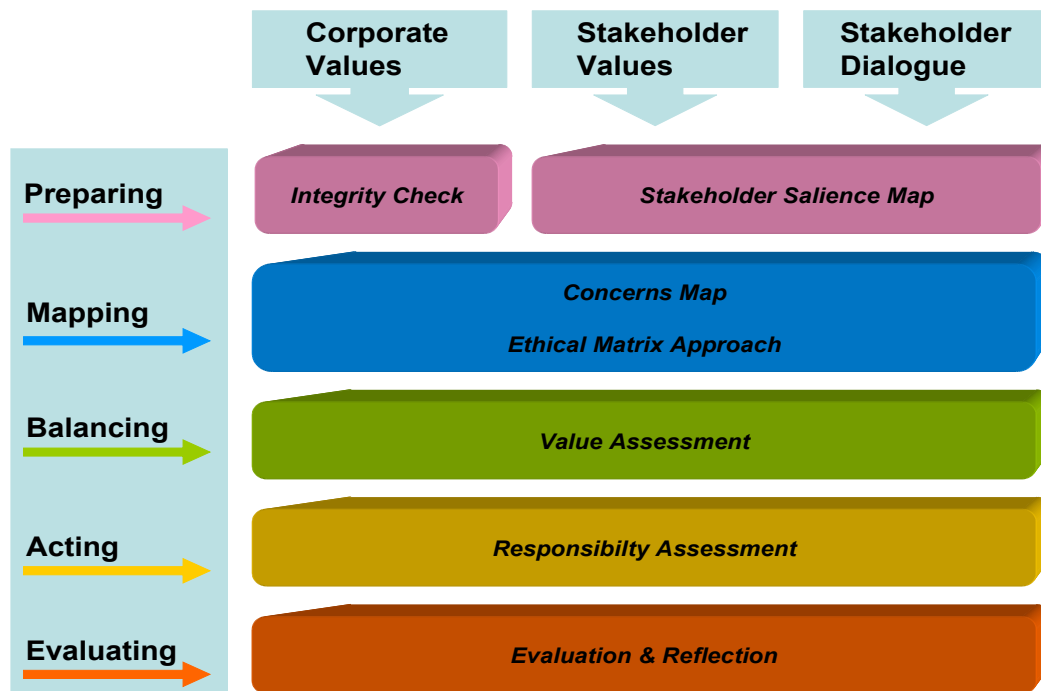 Corporate
Values
Stakeholder
Values
Stakeholder
Dialogue
Preparing
Integrity Check
Stakeholder Salience Map
Mapping
Concerns Map
Ethical Matrix Approach
Balancing
Value Assessment
Acting
Responsibilty Assessment
Evaluating
Evaluation & Reflection